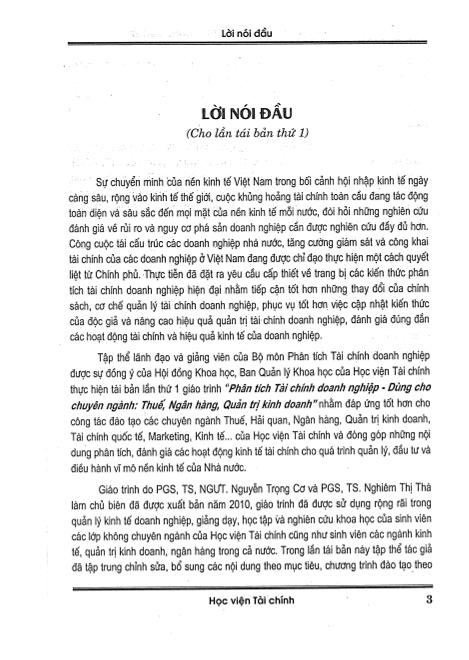 Lời nói đầu
LỜI NÓI ĐẦU
(Cho lần tái bản thứ 1)
Sự chuyển mình của nền kinh tế Việt Nam trong bối cảnh hội nhập kinh tế ngày
càng sâu, rộng vào kinh tế thế giới, cuộc khủng hoảng tài chính toàn cầu đang tác động
toàn diện và sâu sắc đến mọi mặt của nền kinh tế mỗi nước, đòi hỏi những nghiên cứu
đánh giá về rủi ro và nguy cơ phá sản doanh nghiệp cần được nghiên cứu đầy đủ hơn.
Công cuộc tái cấu trúc các doanh nghiệp nhà nước, tăng cường giám sát và công khai
tài chính của các doanh nghiệp ở Việt Nam đang được chỉ đạo thực hiện một cách quyết
liệt từ Chính phủ. Thực tiễn đã đặt ra yêu cầu cấp thiết về trang bị các kiến thức phân
tích tài chính doanh nghiệp hiện đại nhằm tiếp cận tốt hơn những thay đổi của chính
sách, cơ chế quản lý tài chính doanh nghiệp, phục vụ tốt hơn việc cập nhật kiến thức
của độc giả và nâng cao hiệu quả quản trị tài chính doanh nghiệp, đánh giá đúng đắn
các hoạt động tài chính và hiệu quả kinh tế của doanh nghiệp.
Tập thể lãnh đạo và giảng viên của Bộ môn Phân tích Tài chính doanh nghiệp
được sự đồng ý của Hội đồng Khoa học, Ban Quản lý Khoa học của Học viện Tài chính
thực hiện tái bản lần thứ 1 giáo trình "Phân tích Tài chính doanh nghiệp - Dùng cho
chuyên ngành: Thuế, Ngân hàng, Quản trị kinh doanh" nhằm đáp ứng tốt hơn cho
công tác đào tạo các chuyên ngành Thuế, Hải quan, Ngân hàng, Quản trị kinh doanh,
Tài chính quốc tế, Marketing, Kinh tế... của Học viện Tài chính và đóng góp những nội
dung phân tích, đánh giá các hoạt động kinh tế tài chính cho quá trình quản lý, đầu tư và
điều hành vĩ mô nền kinh tế của Nhà nước.
Giáo trình do PGS, TS, NGƯT. Nguyễn Trọng Cơ và PGS, TS. Nghiêm Thị Thà
làm chủ biên đã được xuất bản năm 2010, giáo trình đã được sử dụng rộng rãi trong
quản lý kinh tế doanh nghiệp, giảng dạy, học tập và nghiên cứu khoa học của sinh viên
các lớp không chuyên ngành của Học viện Tài chính cũng như sinh viên các ngành kinh
tế, quản trị kinh doanh, ngân hàng trong cả nước. Trong lần tái bản này tập thể tác giả
đã tập trung chỉnh sửa, bổ sung các nội dung theo mục tiêu, chương trình đào tạo theo
Học viện Tài chính 3